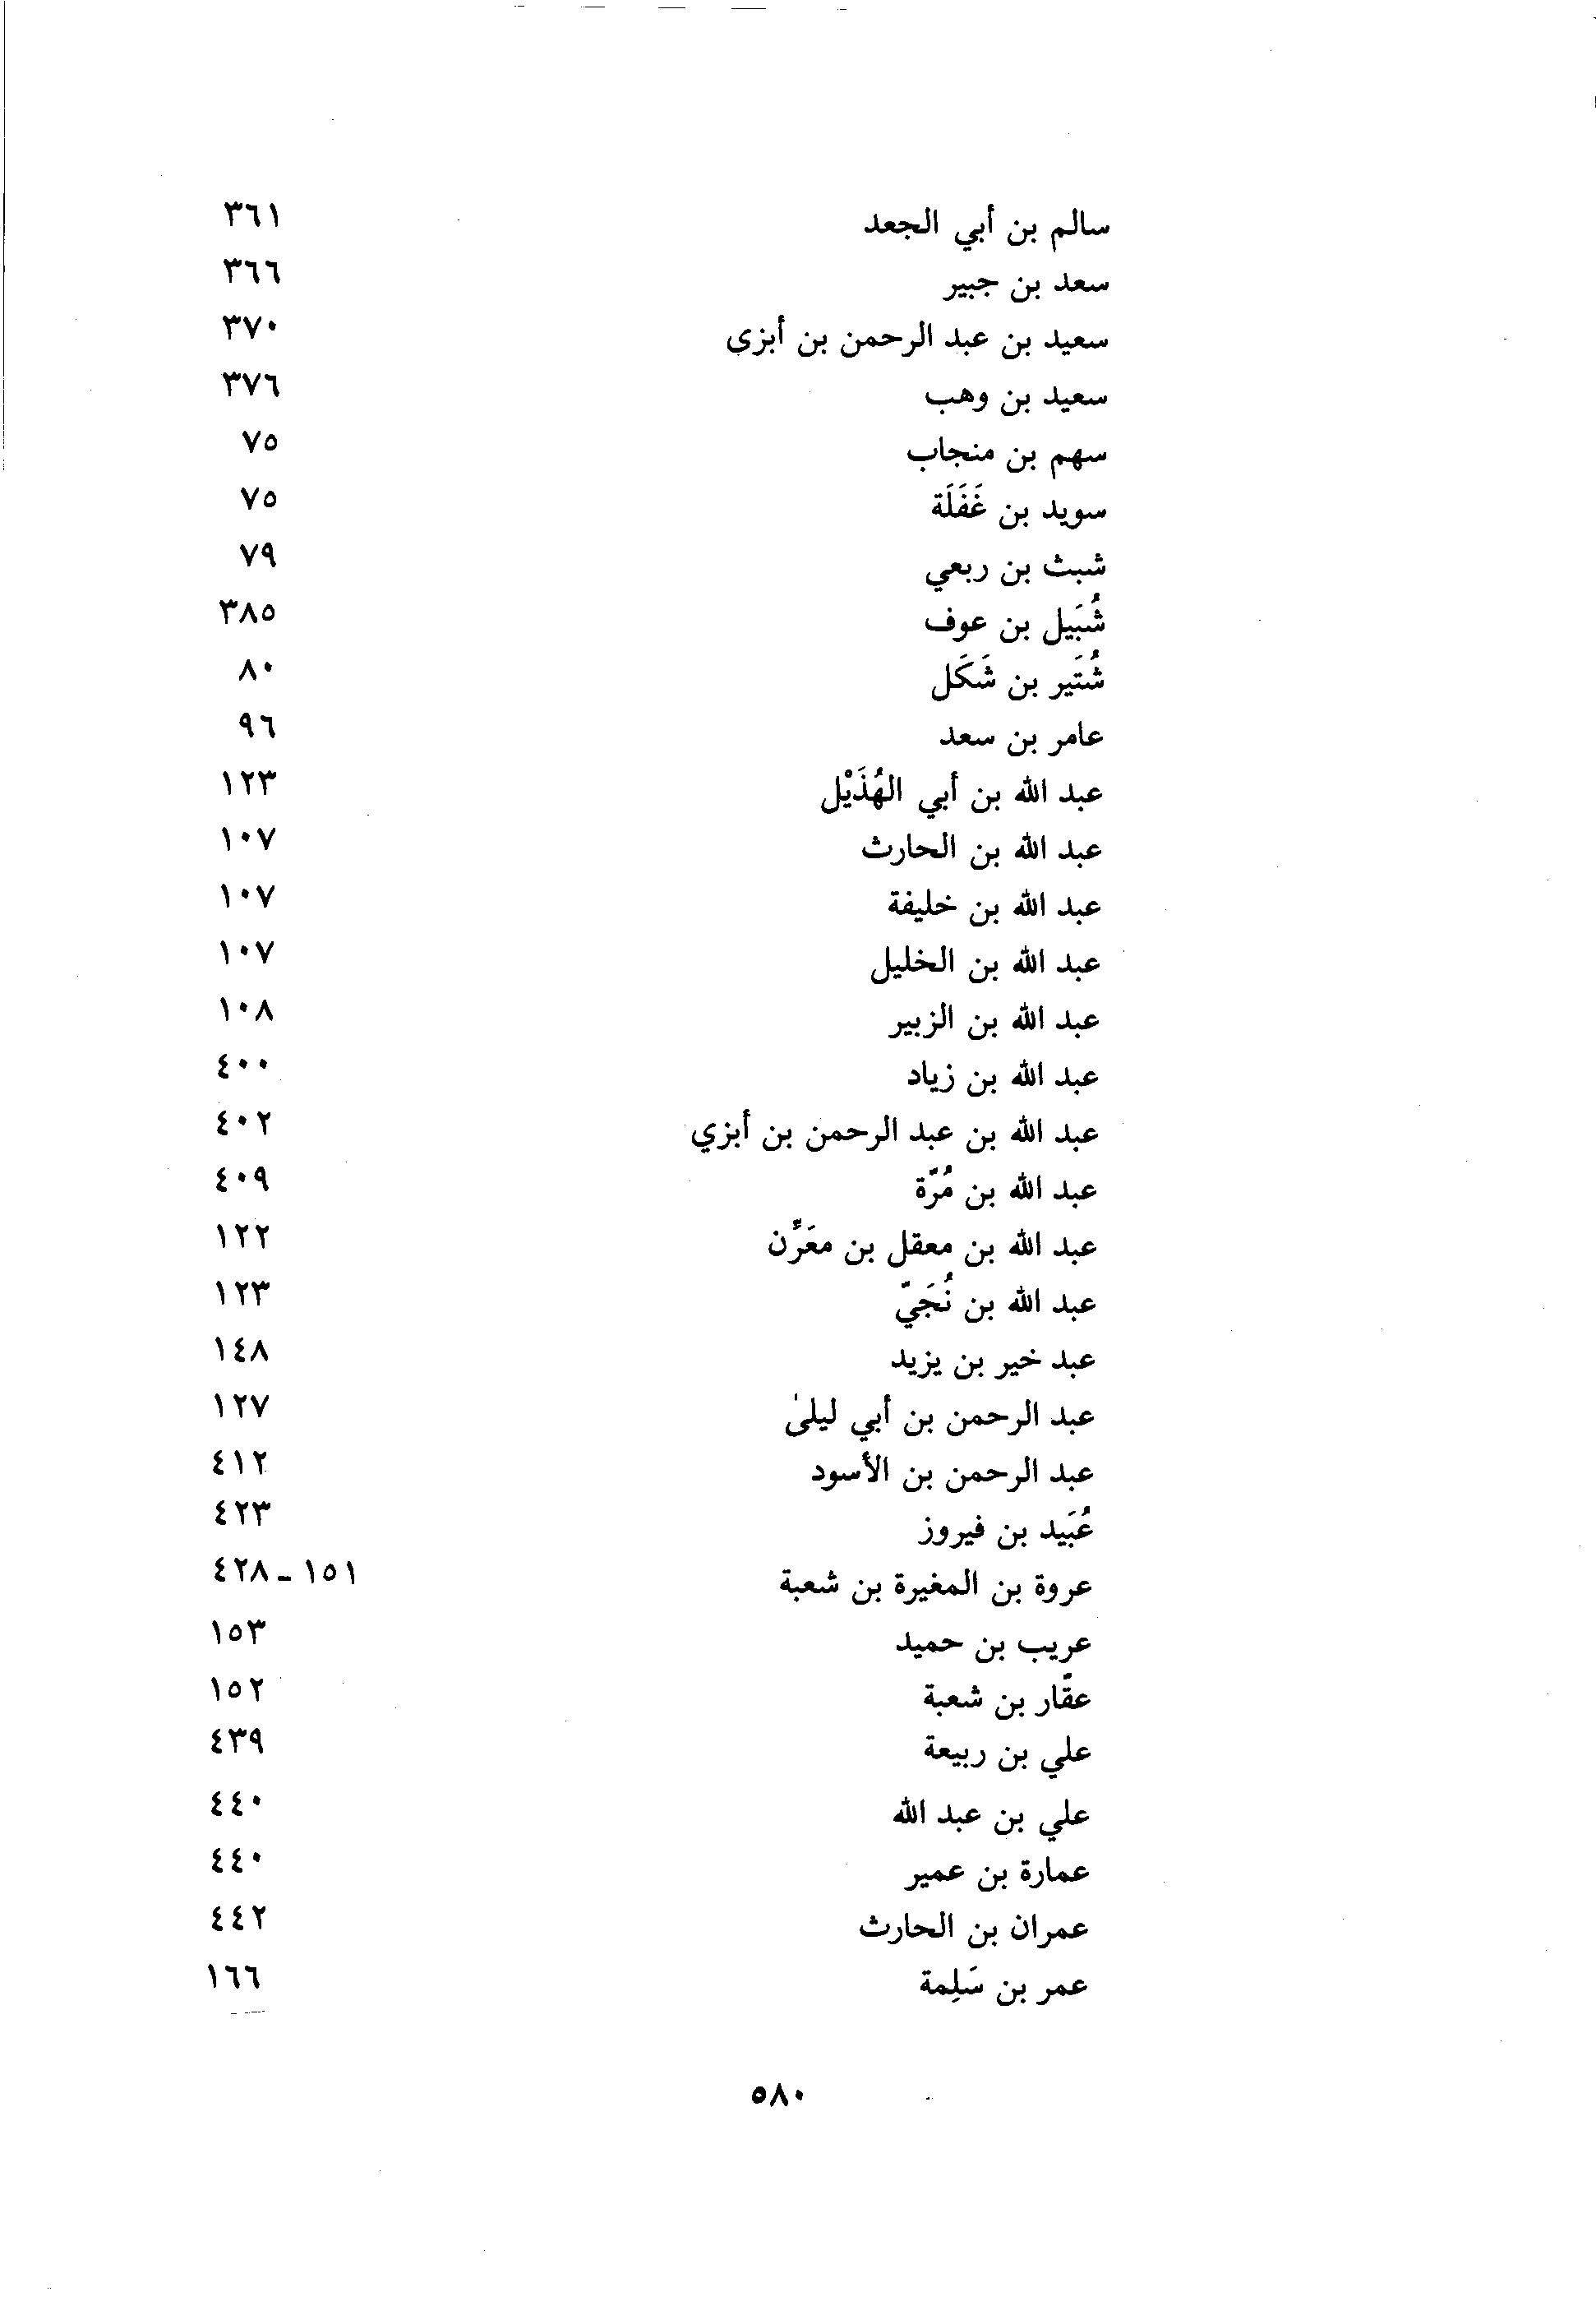 سالم بن أبي الجعد ٣٦١
سعد بن جبير ٣٦٦
سعيد بن عبد الرحمن بن أبزى ٣٧٠
سعيد بن وهب ٣٧٦
سهم بن منجاب ٧٥
سويد بن غَفَلَة ٧٥
شبث بن ربعي ٧٩
شُبَيل بن عوف ٣٨٥
شُتَير بن شَكَل ٨٠
عامر بن سعد ٩٦
عبد الله بن أبي الهُذَيْل ١٢٣
عبد الله بن الحارث ١٠٧
عبد الله بن خليفة ١٠٧
عبد الله بن الخليل ١٠٧
عبد الله بن الزبير ١٠٨
عبد الله بن زياد ٤٠٠
عبد الله بن عبد الرحمن بن أبزي ٤٠٢
عبد الله بن مُرّة ٤٠٩
عبد الله بن معقل بن معَرِّن ١٢٢
عبد الله بن نُجَيّ ١٢٣
عبد خير بن يزيد ١٤٨
عبد الرحمن بن أبي ليلىٰ ١٢٧
عبد الرحمن بن الأسود ٤١٢
عُبَيد بن فيروز ٤٢٣
عروة بن المغيرة بن شعبة ١٥١ - ٤٢٨
عريب بن حميد ١٥٣
عقّار بن شعبة ١٥٢
علي بن ربيعة ٤٣٩
علي بن عبد الله ٤٤٠
عمارة بن عمير ٤٤٠
عمران بن الحارث ٤٤٢
عمر بن سَلِمة ١٦٦
٥٨٠